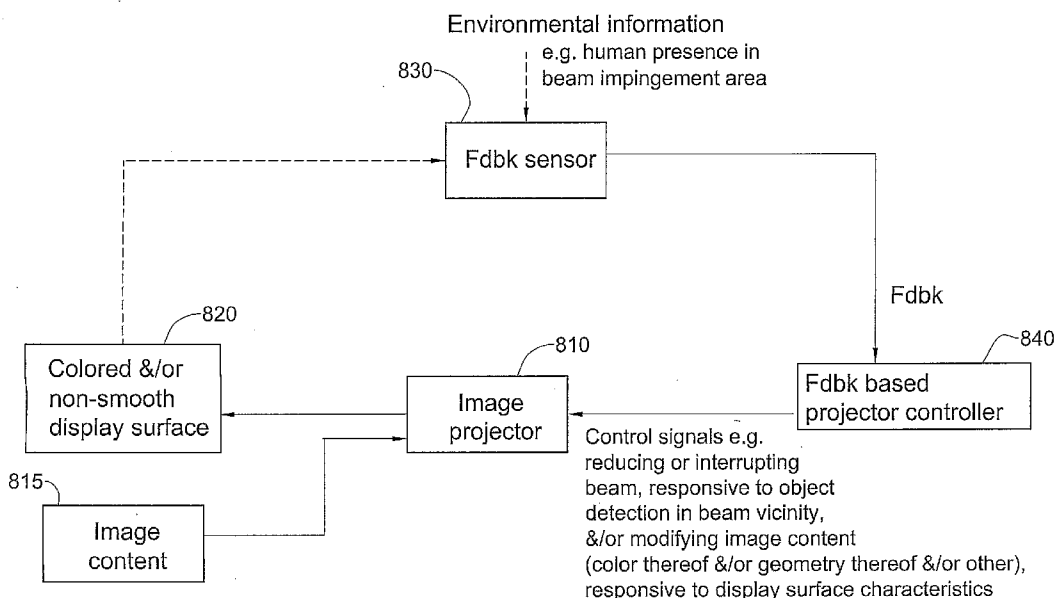 Environmental information
e.g. human presence in
beam impingement area
830
Fdbk sensor
Fdbk
820
Colored &/or
non-smooth
display surface
810
Image
projector
840
Fdbk based
projector controller
Control signals e.g.
reducing or interrupting
beam, responsive to object
detection in beam vicinity,
&/or modifying image content
(color thereof &/or geometry thereof &/or other),
responsive to display surface characteristics
815
Image
content